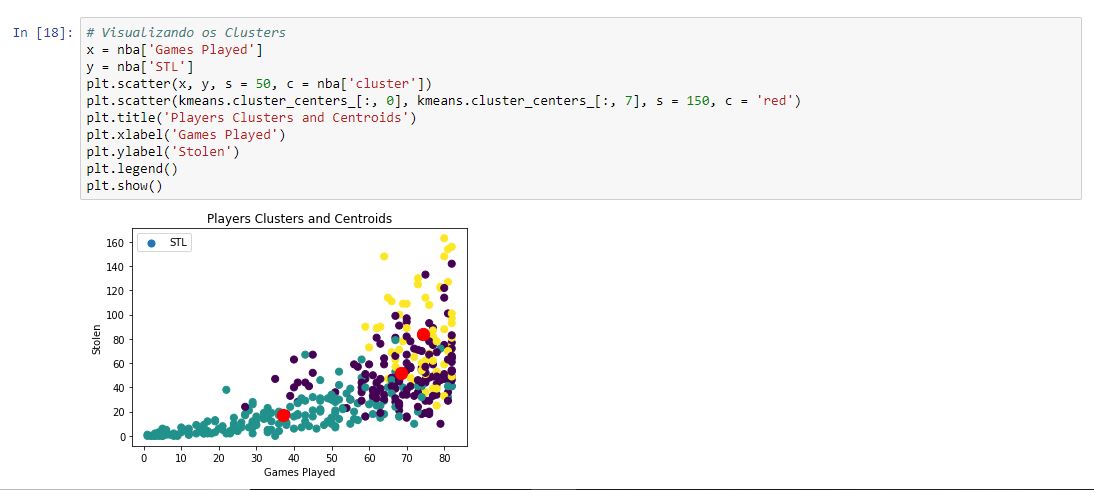 In [18]:
# Visualizando os Clusters
x = nba['Games Played']
y = nba['STL']
plt.scatter(x, y, s = 50, c = nba['cluster'])
plt.scatter(kmeans.cluster_centers_[:, 0], kmeans.cluster_centers_[:, 7], s = 150, c = 'red')
plt.title('Players Clusters and Centroids')
plt.xlabel('Games Played')
plt.ylabel('Stolen')
plt.legend()
plt.show()
Players Clusters and Centroids
STL
160
140
120
100
80
60
40
20
0
Stolen
0 10 20 30 40 50 60 70 80
Games Played